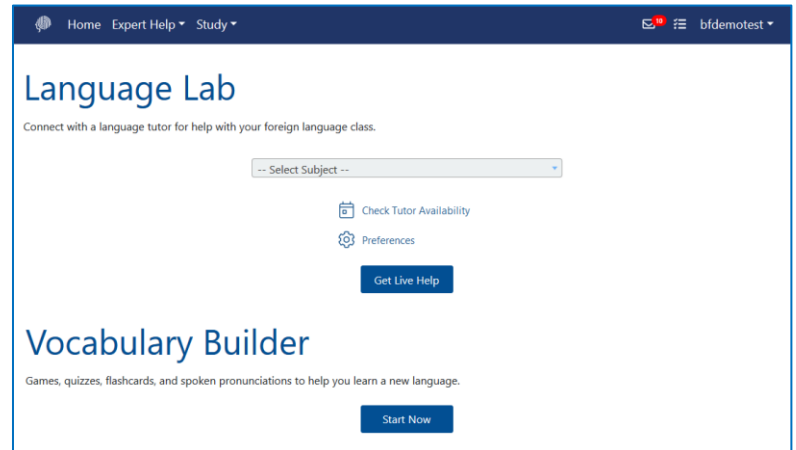 Home Expert Help Study 10 bfdemotest
Language Lab
Connect with a language tutor for help with your foreign language class.
-- Select Subject --
Check Tutor Availability
Preferences
Get Live Help
Vocabulary Builder
Games, quizzes, flashcards, and spoken pronunciations to help you learn a new language.
Start Now